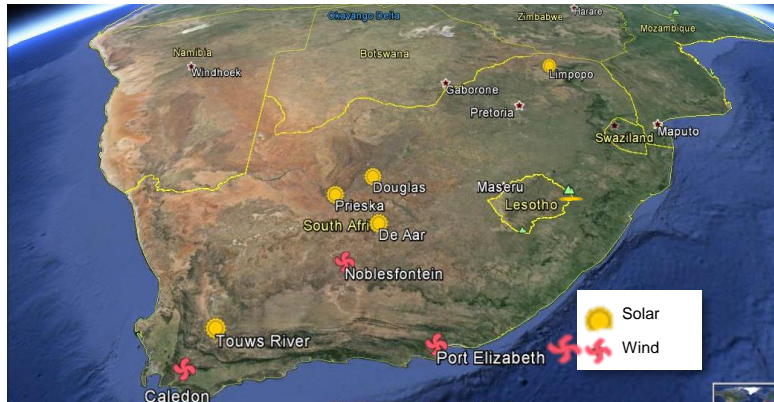 Okavango Delta
Zimbabwe
Harare
Mozambique
Namibia
Windhoek
Botswana
Limpopo
Gaborone
Pretoria
Swaziland
Maputo
Douglas
Maseru
Prieska
Lesotho
South Afri
De Aar
Noblesfontein
Solar
Touws River
Wind
Port Elizabeth
Caledon